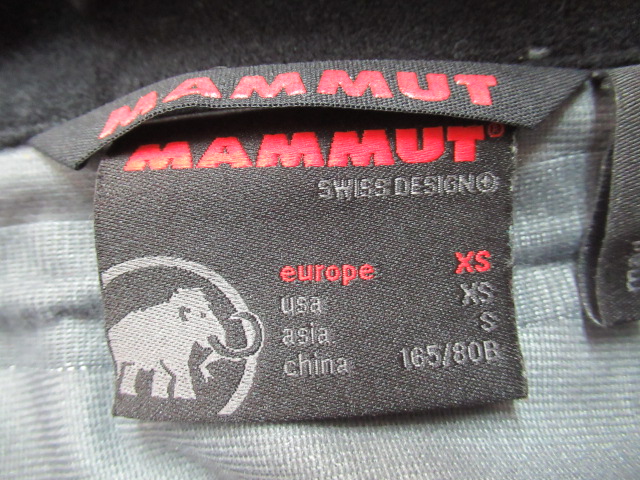 MAMMUT
MAMMUT®
SWISS DESIGN
europe XS
usa XS
asia S
china 165/80B